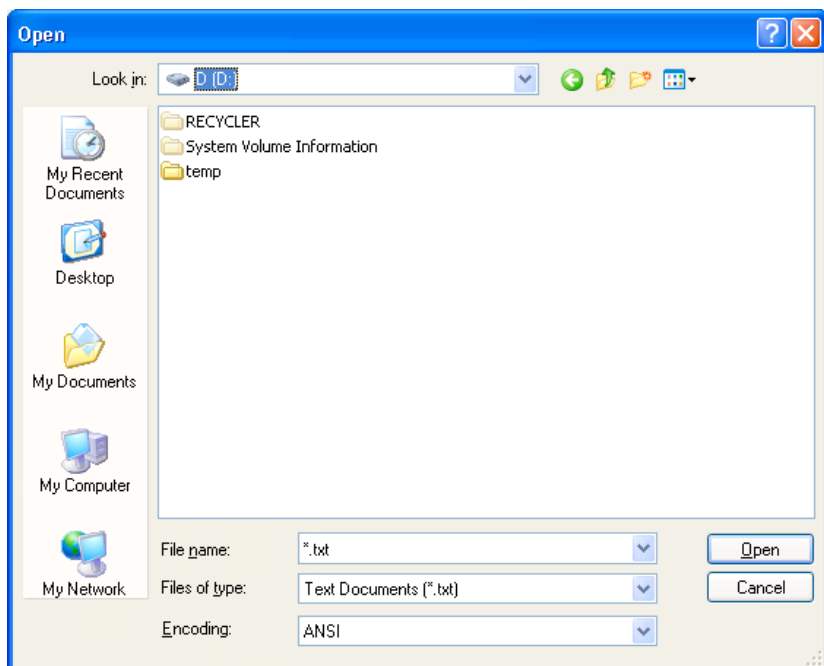 Open
Look in:
D (D:)
RECYCLER
System Volume Information
temp
My Recent
Documents
Desktop
My Documents
My Computer
My Network
File name:
*.txt
Open
Files of type:
Text Documents (*.txt)
Cancel
Encoding:
ANSI